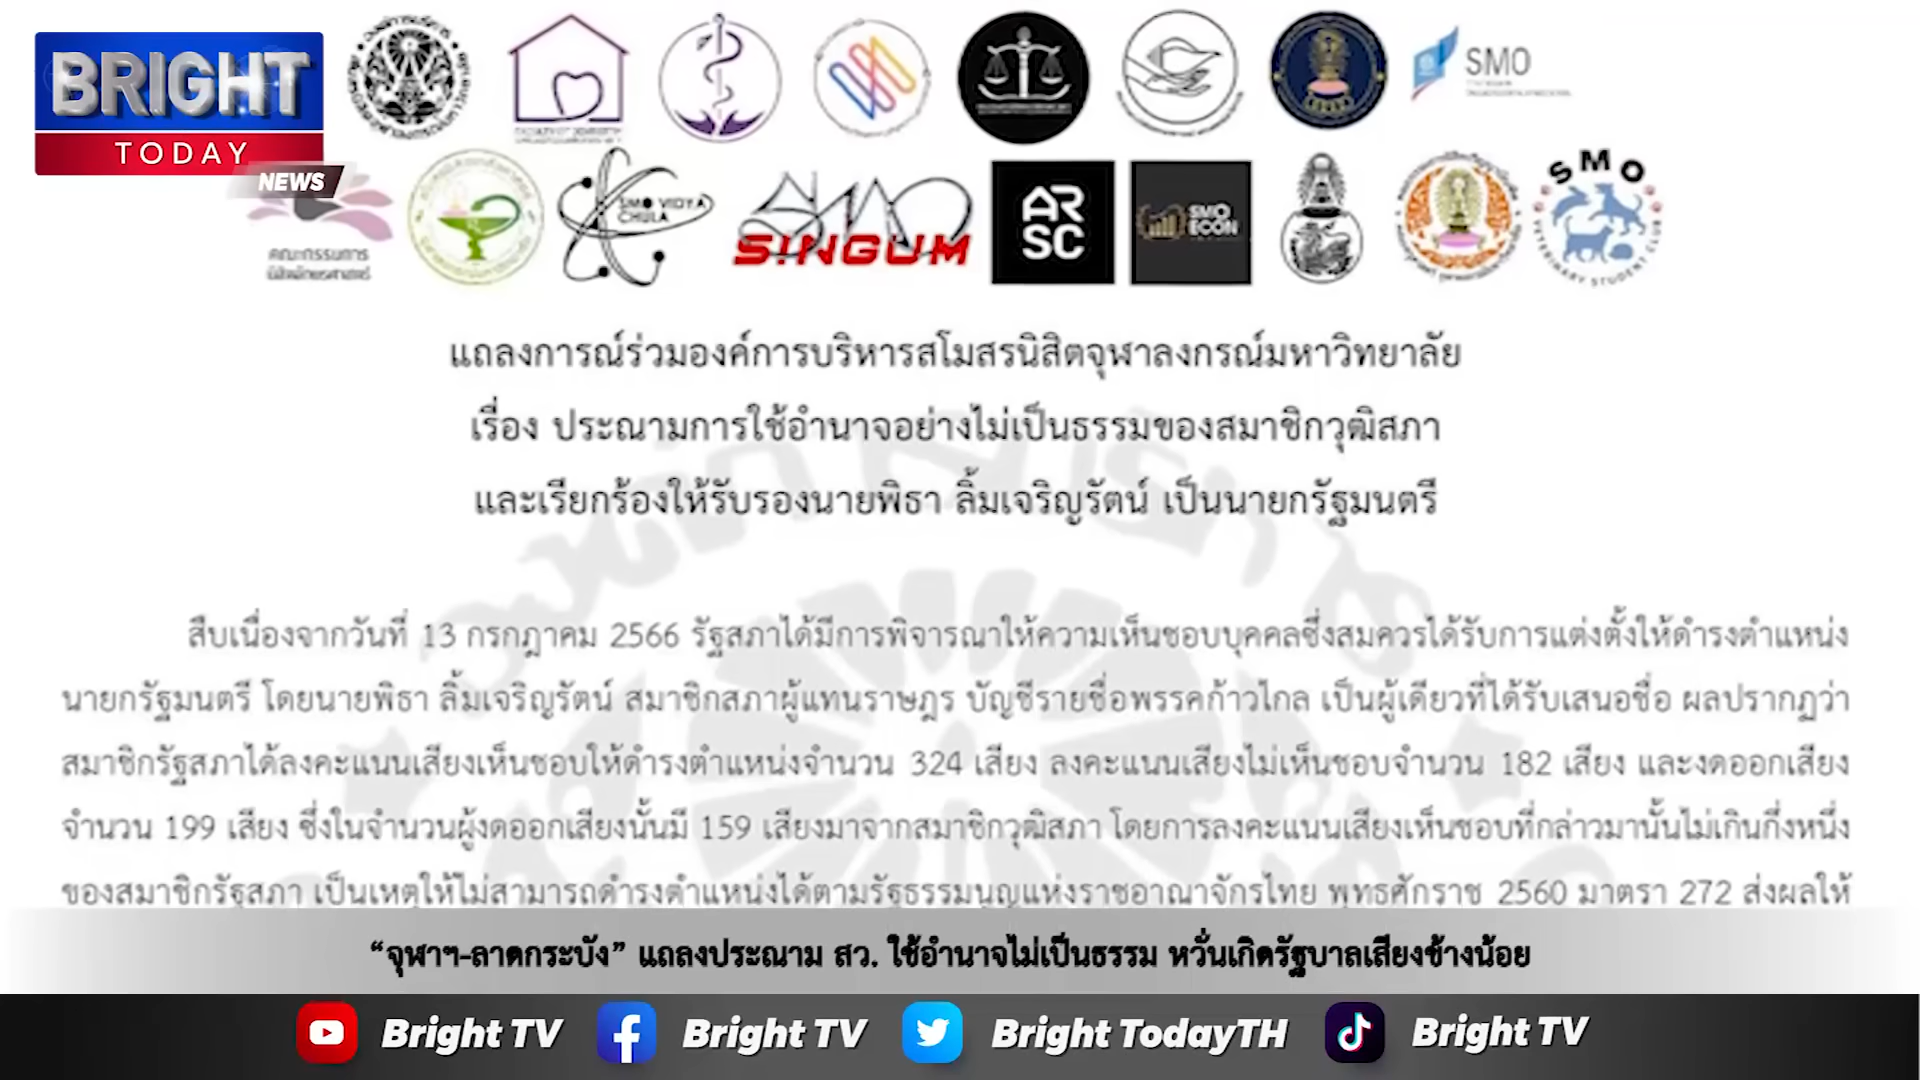 BRIGHT
TODAY
NEWS
SMO
คณะกรรมการ
นิสิตทักษรศาสตร์
SMO VIDYA
CHULA
SMO
SINGUM
AR
SC
SMO
ECON
SMO
VETERINARY STUDENT CLUB
แถลงการณ์ร่วมองค์การบริหารสโมสรนิสิตจุฬาลงกรณ์มหาวิทยาลัย
เรื่อง ประณามการใช้อำนาจอย่างไม่เป็นธรรมของสมาชิกวุฒิสภา
และเรียกร้องให้รับรองนายพิธา ลิ้มเจริญรัตน์ เป็นนายกรัฐมนตรี
สืบเนื่องจากวันที่ 13 กรกฎาคม 2566 รัฐสภาได้มีการพิจารณาให้ความเห็นชอบบุคคลซึ่งสมควรได้รับการแต่งตั้งให้ดำรงตำแหน่ง
นายกรัฐมนตรี โดยนายพิธา ลิ้มเจริญรัตน์ สมาชิกสภาผู้แทนราษฎร บัญชีรายชื่อพรรคก้าวไกล เป็นผู้เดียวที่ได้รับเสนอชื่อ ผลปรากฏว่า
สมาชิกรัฐสภาได้ลงคะแนนเสียงเห็นชอบให้ดำรงตำแหน่งจำนวน 324 เสียง ลงคะแนนเสียงไม่เห็นชอบจำนวน 182 เสียง และงดออกเสียง
จำนวน 199 เสียง ซึ่งในจำนวนผู้งดออกเสียงนั้นมี 159 เสียงมาจากสมาชิกวุฒิสภา โดยการลงคะแนนเสียงเห็นชอบที่กล่าวมานั้นไม่เกินกึ่งหนึ่ง
ของสมาชิกรัฐสภา เป็นเหตุให้ไม่สามารถดำรงตำแหน่งได้ตามรัฐธรรมนูญแห่งราชอาณาจักรไทย พุทธศักราช 2560 มาตรา 272 ส่งผลให้
“จุฬาฯ-ลาดกระบัง” แถลงประณาม สว. ใช้อำนาจไม่เป็นธรรม หวั่นเกิดรัฐบาลเสียงข้างน้อย
Bright TV
Bright TV
Bright TodayTH
Bright TV